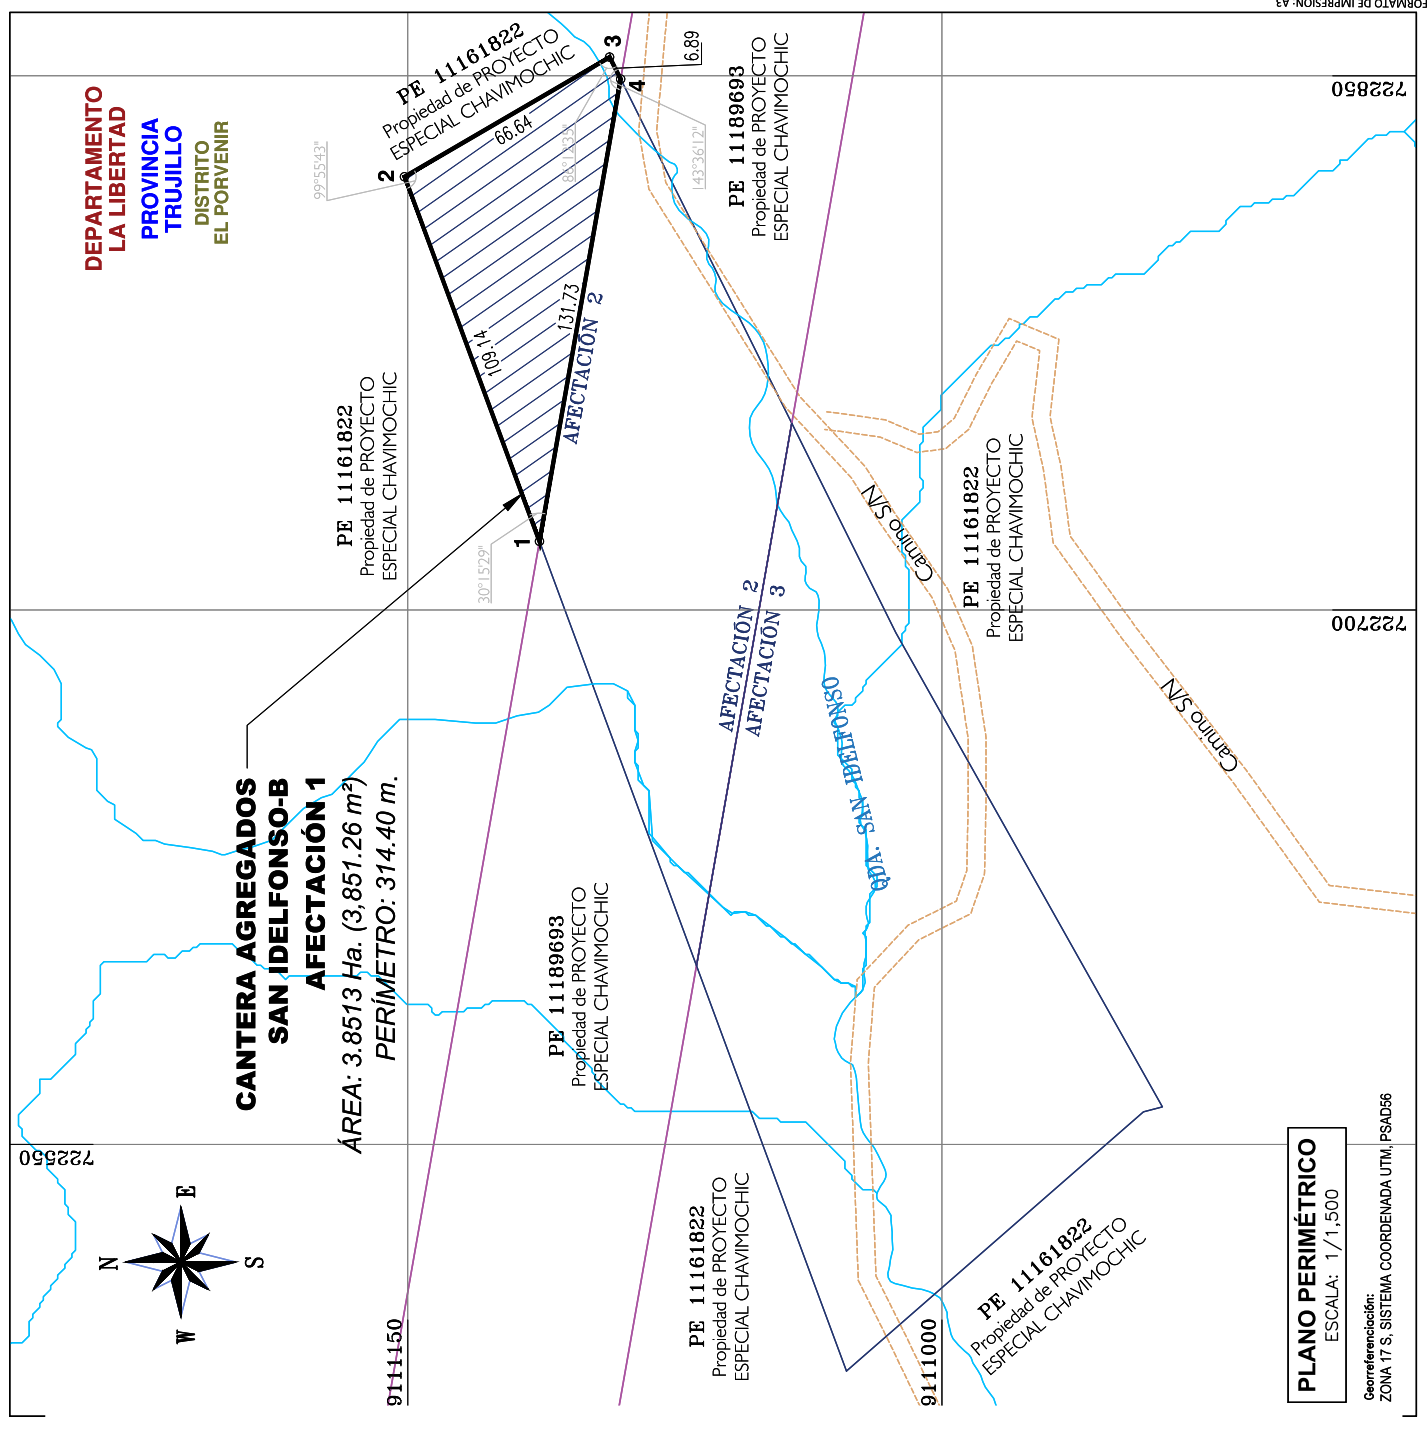 FORMATO DE IMPRESION: A3
DEPARTAMENTO
LA LIBERTAD
PROVINCIA
TRUJILLO
DISTRITO
EL PORVENIR
PE 11161822
Propiedad de PROYECTO
ESPECIAL CHAVIMOCHIC
PE 11189693
Propiedad de PROYECTO
ESPECIAL CHAVIMOCHIC
722850
1
2
3
4
109.14
66.64
6.89
131.73
99°55'43"
86°12'35"
143°36'12"
30°15'29"
AFECTACIÓN 2
PE 11161822
Propiedad de PROYECTO
ESPECIAL CHAVIMOCHIC
CANTERA AGREGADOS
SAN IDELFONSO-B
AFECTACIÓN 1
ÁREA: 3.8513 Ha. (3,851.26 m²)
PERÍMETRO: 314.40 m.
AFECTACIÓN 2
AFECTACIÓN 3
QDA. SAN IDELFONSO
Camino S/N
PE 11161822
Propiedad de PROYECTO
ESPECIAL CHAVIMOCHIC
722700
Camino S/N
PE 11189693
Propiedad de PROYECTO
ESPECIAL CHAVIMOCHIC
722550
N
E
S
W
9111150
PE 11161822
Propiedad de PROYECTO
ESPECIAL CHAVIMOCHIC
9111000
PE 11161822
Propiedad de PROYECTO
ESPECIAL CHAVIMOCHIC
PLANO PERIMÉTRICO
ESCALA: 1/1,500
Georreferenciación:
ZONA 17 S, SISTEMA COORDENADA UTM, PSAD56